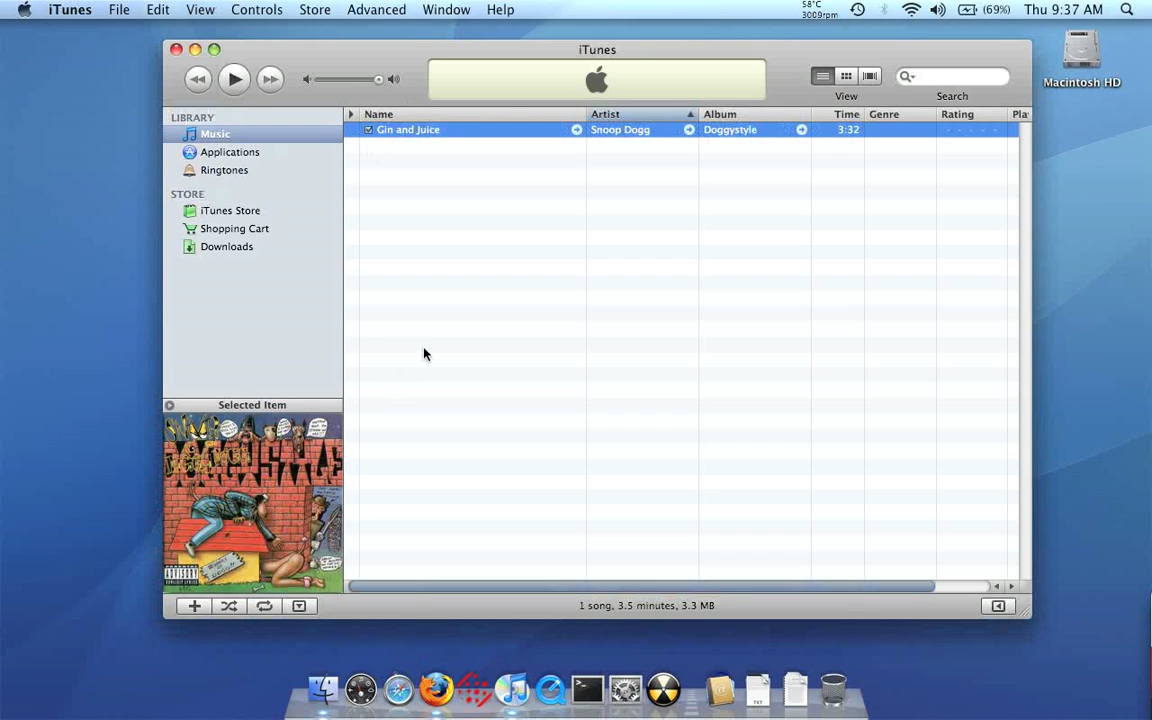 iTunes File Edit View Controls Store Advanced Window Help 58°C 3009rpm (69%) Thu 9:37 AM
iTunes
Macintosh HD
View Search
LIBRARY
Music
Applications
Ringtones
STORE
iTunes Store
Shopping Cart
Downloads
Name Artist Album Time Genre Rating Pla
Gin and Juice Snoop Dogg Doggystyle 3:32
Selected Item
1 song, 3.5 minutes, 3.3 MB
TXT